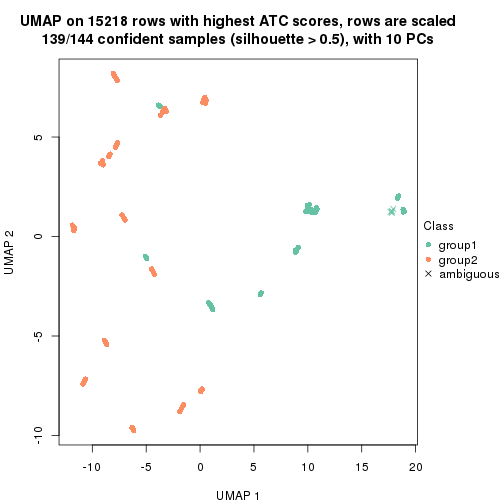 UMAP on 15218 rows with highest ATC scores, rows are scaled
139/144 confident samples (silhouette > 0.5), with 10 PCs
5
0
-5
-10
UMAP 2
Class
group1
group2
ambiguous
-10 -5 0 5 10 15 20
UMAP 1